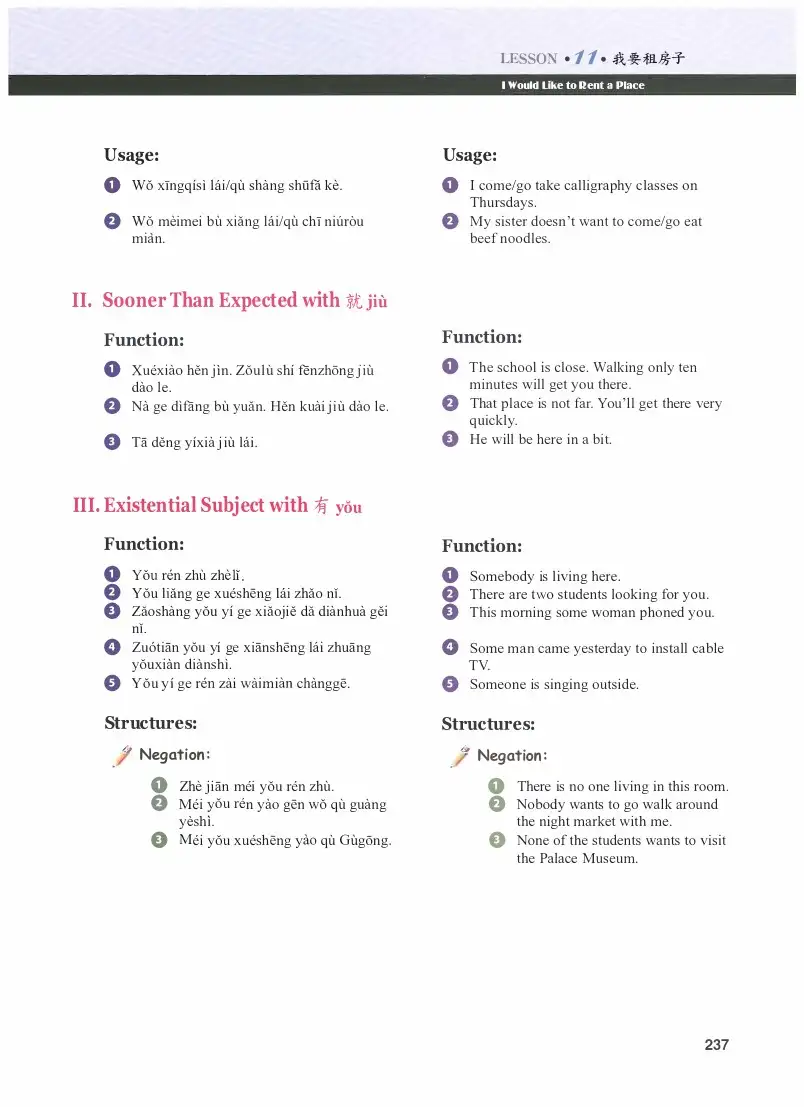 LESSON • 11 • 我要租房子
I Would Like to Rent a Place
Usage:
1 Wǒ xīngqísì lái/qù shàng shūfǎ kè.
2 Wǒ mèimei bù xiǎng lái/qù chī niúròu
miàn.
Usage:
1 I come/go take calligraphy classes on
Thursdays.
2 My sister doesn't want to come/go eat
beef noodles.
II. Sooner Than Expected with 就 jiù
Function:
1 Xuéxiào hěn jìn. Zǒulù shí fēnzhōng jiù
dào le.
2 Nà ge dìfāng bù yuǎn. Hěn kuài jiù dào le.
3 Tā děng yíxià jiù lái.
Function:
1 The school is close. Walking only ten
minutes will get you there.
2 That place is not far. You'll get there very
quickly.
3 He will be here in a bit.
III. Existential Subject with 有 yǒu
Function:
1 Yǒu rén zhù zhèlǐ.
2 Yǒu liǎng ge xuéshēng lái zhǎo nǐ.
3 Zǎoshàng yǒu yí ge xiǎojiě dǎ diànhuà gěi
nǐ.
4 Zuótiān yǒu yí ge xiānshēng lái zhuāng
yǒuxiàn diànshì.
5 Yǒu yí ge rén zài wàimiàn chànggē.
Function:
1 Somebody is living here.
2 There are two students looking for you.
3 This morning some woman phoned you.
4 Some man came yesterday to install cable
TV.
5 Someone is singing outside.
Structures:
Negation:
1 Zhè jiān méi yǒu rén zhù.
2 Méi yǒu rén yào gēn wǒ qù guàng
yèshì.
3 Méi yǒu xuéshēng yào qù Gùgōng.
Structures:
Negation:
1 There is no one living in this room.
2 Nobody wants to go walk around
the night market with me.
3 None of the students wants to visit
the Palace Museum.
237